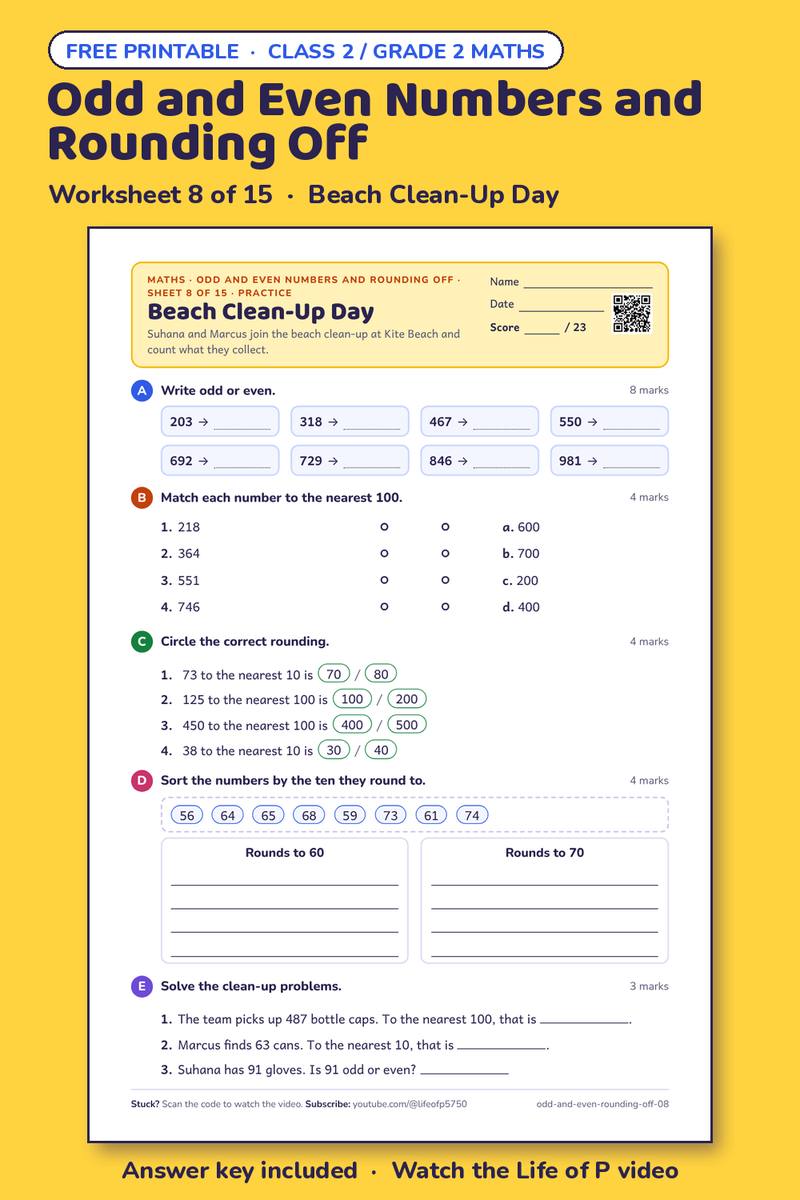 FREE PRINTABLE · CLASS 2 / GRADE 2 MATHS
Odd and Even Numbers and
Rounding Off
Worksheet 8 of 15 · Beach Clean-Up Day
MATHS · ODD AND EVEN NUMBERS AND ROUNDING OFF ·
SHEET 8 OF 15 · PRACTICE
Beach Clean-Up Day
Suhana and Marcus join the beach clean-up at Kite Beach and
count what they collect.
Name
Date
Score / 23
A Write odd or even. 8 marks
203 → 318 → 467 → 550 →
692 → 729 → 846 → 981 →
B Match each number to the nearest 100. 4 marks
1. 218 a. 600
2. 364 b. 700
3. 551 c. 200
4. 746 d. 400
C Circle the correct rounding. 4 marks
1. 73 to the nearest 10 is 70 / 80
2. 125 to the nearest 100 is 100 / 200
3. 450 to the nearest 100 is 400 / 500
4. 38 to the nearest 10 is 30 / 40
D Sort the numbers by the ten they round to. 4 marks
56 64 65 68 59 73 61 74
Rounds to 60 Rounds to 70
E Solve the clean-up problems. 3 marks
1. The team picks up 487 bottle caps. To the nearest 100, that is ____________.
2. Marcus finds 63 cans. To the nearest 10, that is ____________.
3. Suhana has 91 gloves. Is 91 odd or even? ____________
Stuck? Scan the code to watch the video. Subscribe: youtube.com/@lifeofp5750 odd-and-even-rounding-off-08
Answer key included · Watch the Life of P video